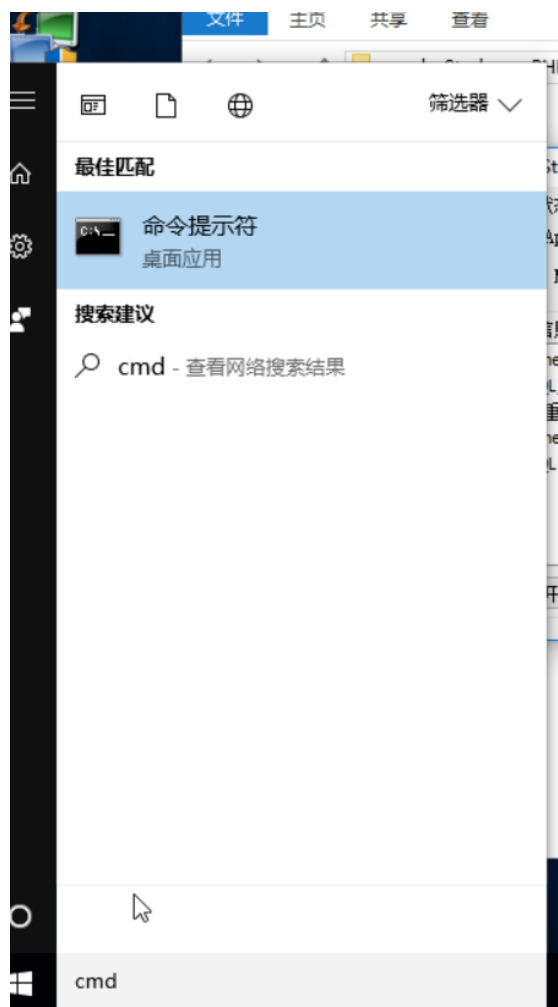 文件 主页 共享 查看
筛选器
最佳匹配
命令提示符
桌面应用
搜索建议
cmd - 查看网络搜索结果
cmd